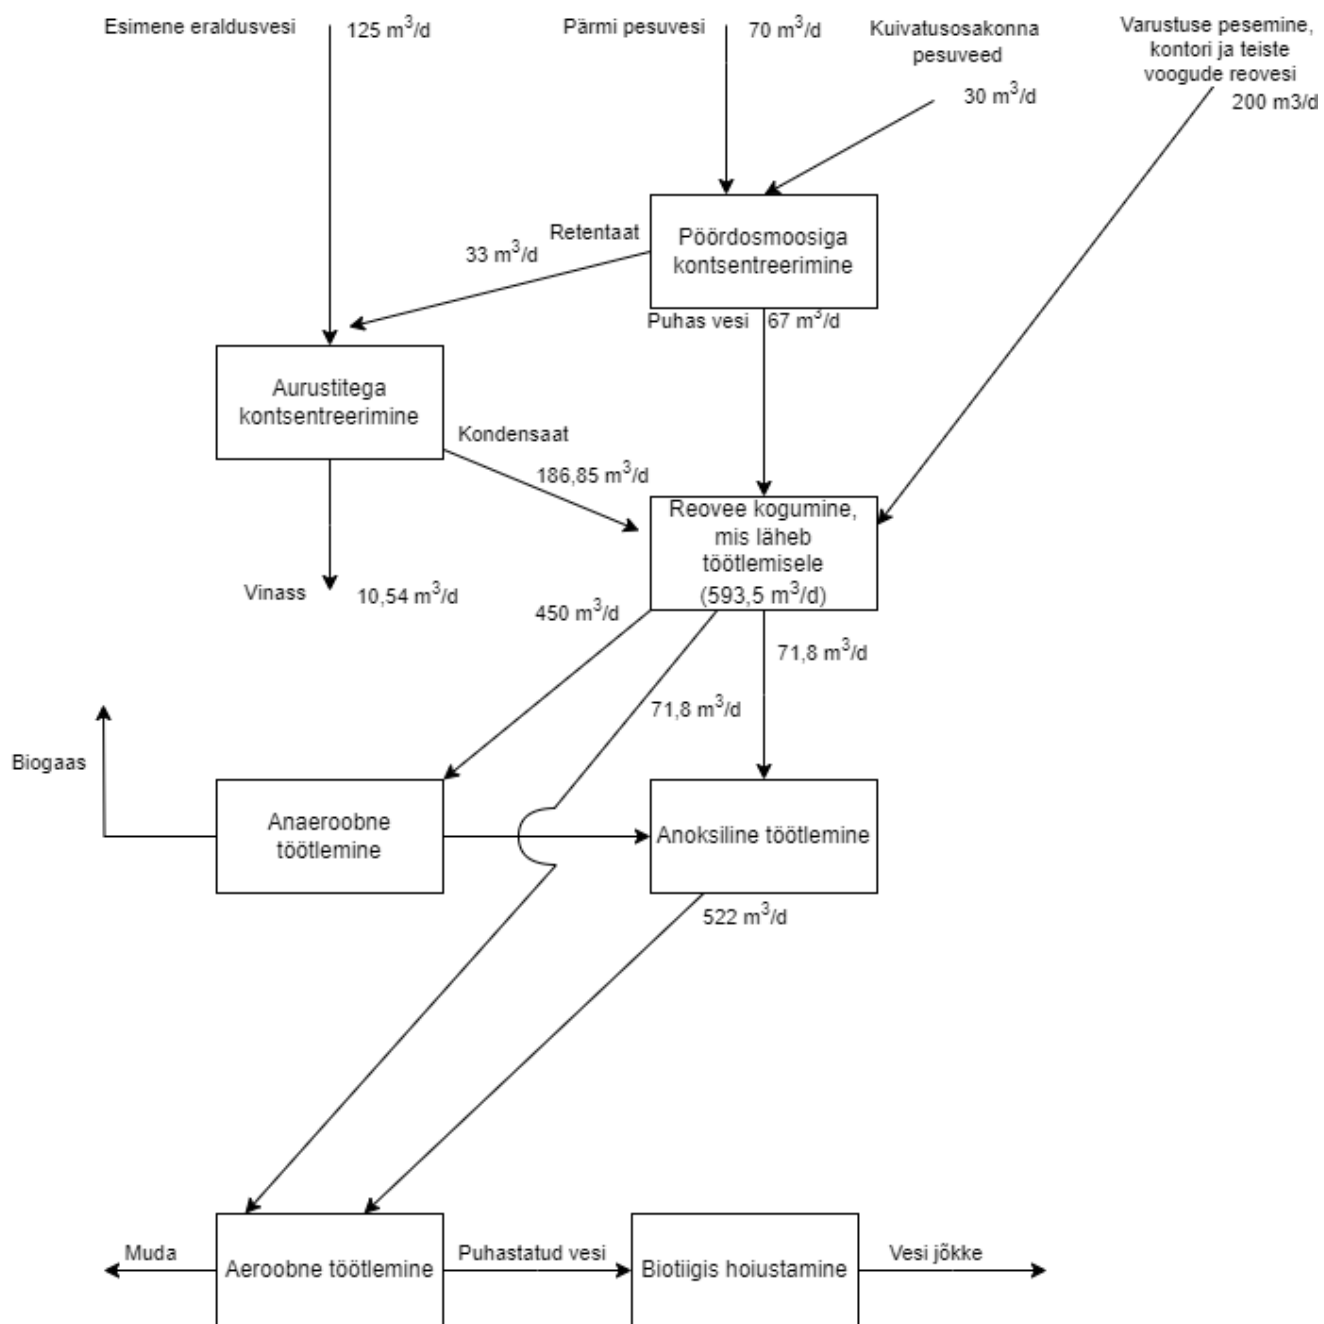 Esimene eraldusvesi
125 m³/d
Pärmi pesuvesi
70 m³/d
Kuivatusosakonna
pesuveed
30 m³/d
Varustuse pesemine,
kontori ja teiste
voogude reovesi
200 m3/d
Pöördosmoosiga
kontsentreerimine
Retentaat
33 m³/d
Puhas vesi
67 m³/d
Aurustitega
kontsentreerimine
Kondensaat
186,85 m³/d
Vinass
10,54 m³/d
Reovee kogumine,
mis läheb
töötlemisele
(593,5 m³/d)
450 m³/d
71,8 m³/d
71,8 m³/d
Biogaas
Anaeroobne
töötlemine
Anoksiline töötlemine
522 m³/d
Muda
Aeroobne töötlemine
Puhastatud vesi
Biotiigis hoiustamine
Vesi jõkke